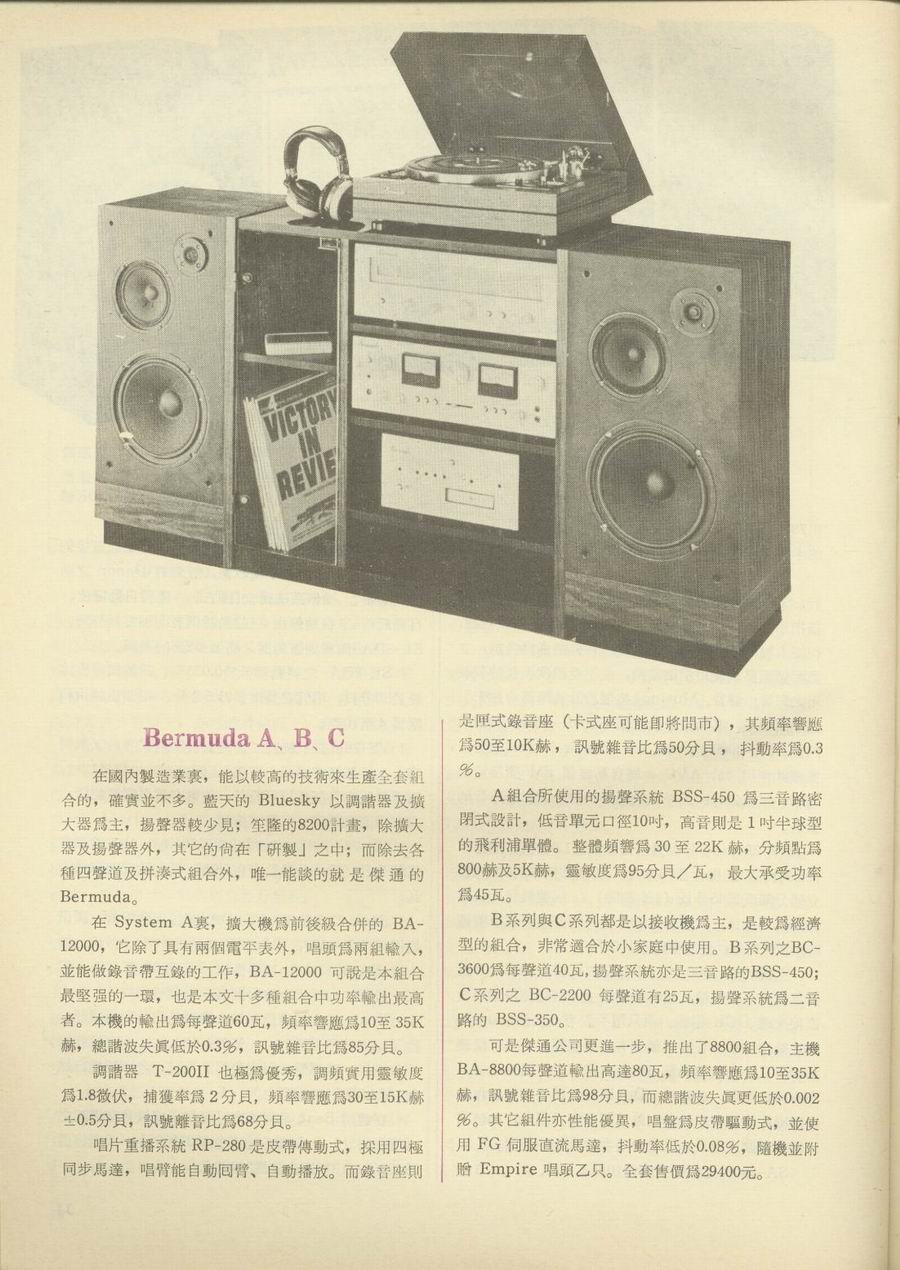 VICTORY
IN
REVIE
Bermuda A、B、C
在國內製造業裏，能以較高的技術來生產全套組
合的，確實並不多。藍天的 Bluesky 以調諧器及擴
大器爲主，揚聲器較少見；笙隆的8200計畫，除擴大
器及揚聲器外，其它的尙在「硏製」之中；而除去各
種四聲道及拼湊式組合外，唯一能談的就是傑通的
Bermuda。
在 System A裏，擴大機爲前後級合併的 BA-
12000，它除了具有兩個電平表外，唱頭爲兩組輸入，
並能做錄音帶互錄的工作，BA-12000 可說是本組合
最堅强的一環，也是本文十多種組合中功率輸出最高
者。本機的輸出爲每聲道60瓦，頻率響應爲10至 35K
赫，總諧波失眞低於0.3%，訊號雜音比爲85分貝。
調諧器 T-200II 也極爲優秀，調頻實用靈敏度
爲1.8微伏，捕獲率爲 2 分貝，頻率響應爲30至15K赫
±0.5分貝，訊號離音比爲68分貝。
唱片重播系統 RP-280 是皮帶傳動式，採用四極
同步馬達，唱臂能自動囘臂、自動播放。而錄音座則
是匣式錄音座（卡式座可能卽將問市），其頻率響應
爲50至10K赫，訊號雜音比爲50分貝，抖動率爲0.3
%。
A組合所使用的揚聲系統 BSS-450 爲三音路密
閉式設計，低音單元口徑10吋，高音則是 1 吋半球型
的飛利浦單體。整體頻響爲 30 至 22K 赫，分頻點爲
800赫及5K赫，靈敏度爲95分貝／瓦，最大承受功率
爲45瓦。
B系列與C系列都是以接收機爲主，是較爲經濟
型的組合，非常適合於小家庭中使用。B系列之BC-
3600爲每聲道40瓦,揚聲系統亦是三音路的BSS-450;
C系列之 BC-2200 每聲道有25瓦，揚聲系統爲二音
路的 BSS-350。
可是傑通公司更進一步，推出了8800組合，主機
BA-8800每聲道輸出高達80瓦，頻率響應爲10至35K
赫，訊號雜音比爲98分貝，而總諧波失眞更低於0.002
%。其它組件亦性能優異，唱盤爲皮帶驅動式，並使
用 FG 伺服直流馬達，抖動率低於0.08%，隨機並附
贈 Empire 唱頭乙只。全套售價爲29400元。